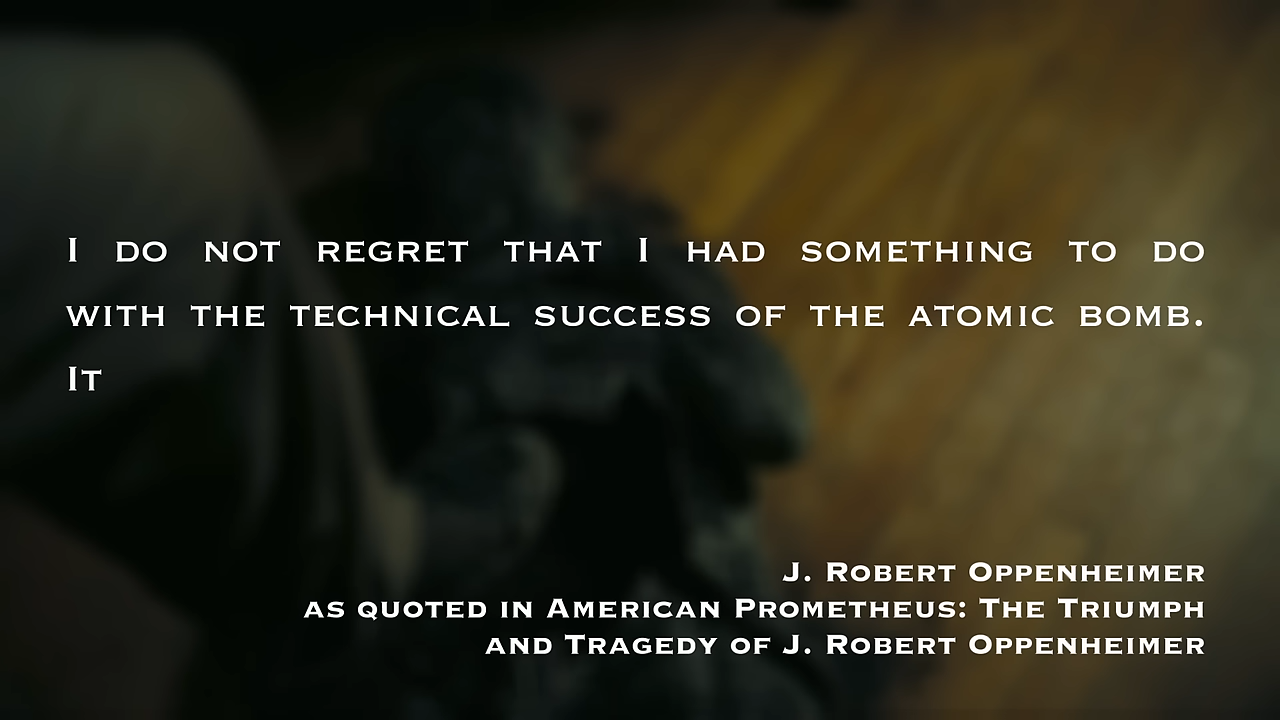 I do not regret that I had something to do
with the technical success of the atomic bomb.
It
J. Robert Oppenheimer
as quoted in American Prometheus: The Triumph
and Tragedy of J. Robert Oppenheimer